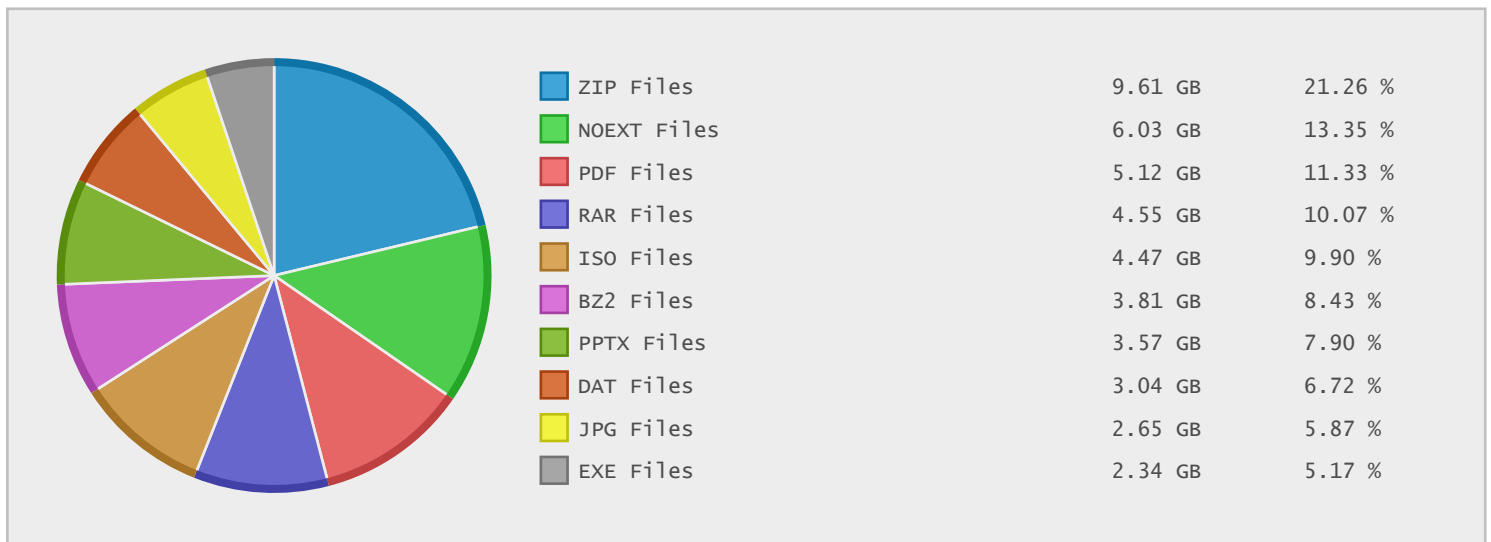 ZIP Files 9.61 GB 21.26 %
NOEXT Files 6.03 GB 13.35 %
PDF Files 5.12 GB 11.33 %
RAR Files 4.55 GB 10.07 %
ISO Files 4.47 GB 9.90 %
BZ2 Files 3.81 GB 8.43 %
PPTX Files 3.57 GB 7.90 %
DAT Files 3.04 GB 6.72 %
JPG Files 2.65 GB 5.87 %
EXE Files 2.34 GB 5.17 %